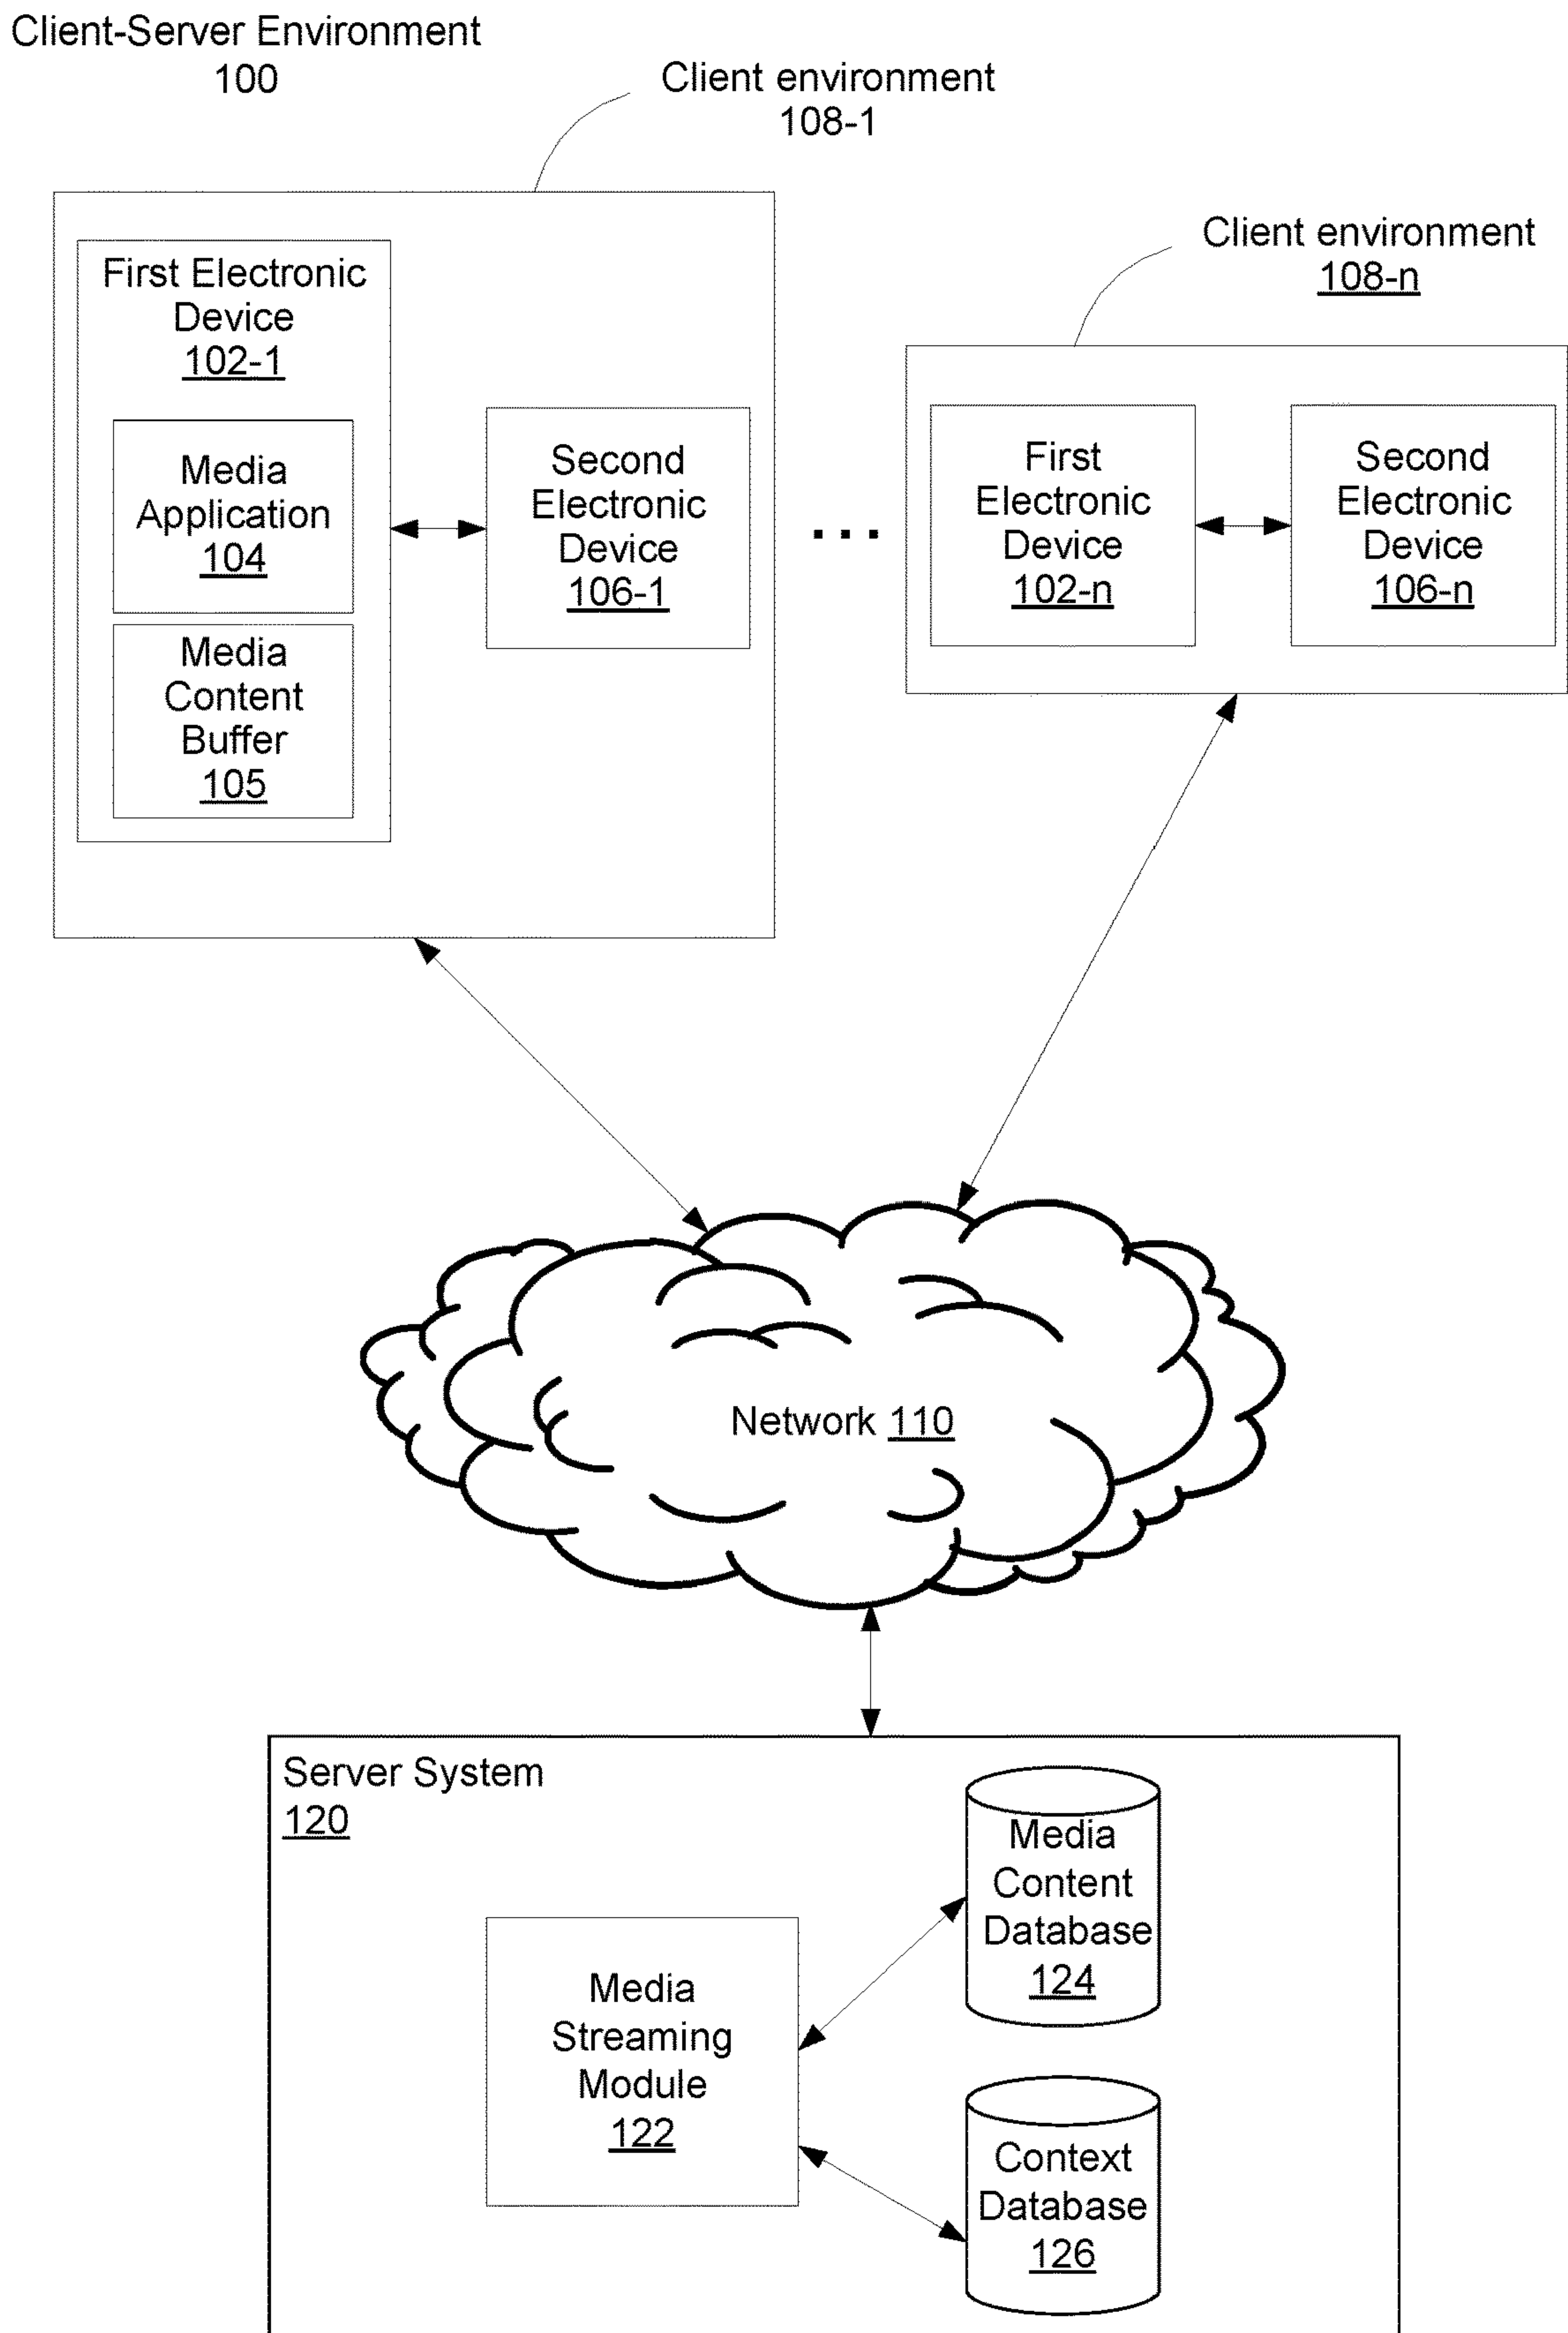 Client-Server Environment
100
Client environment
108-1
Client environment
108-n
First Electronic
Device
102-1
Media
Application
104
Media
Content
Buffer
105
Second
Electronic
Device
106-1
...
First
Electronic
Device
102-n
Second
Electronic
Device
106-n
Network 110
Server System
120
Media
Streaming
Module
122
Media
Content
Database
124
Context
Database
126